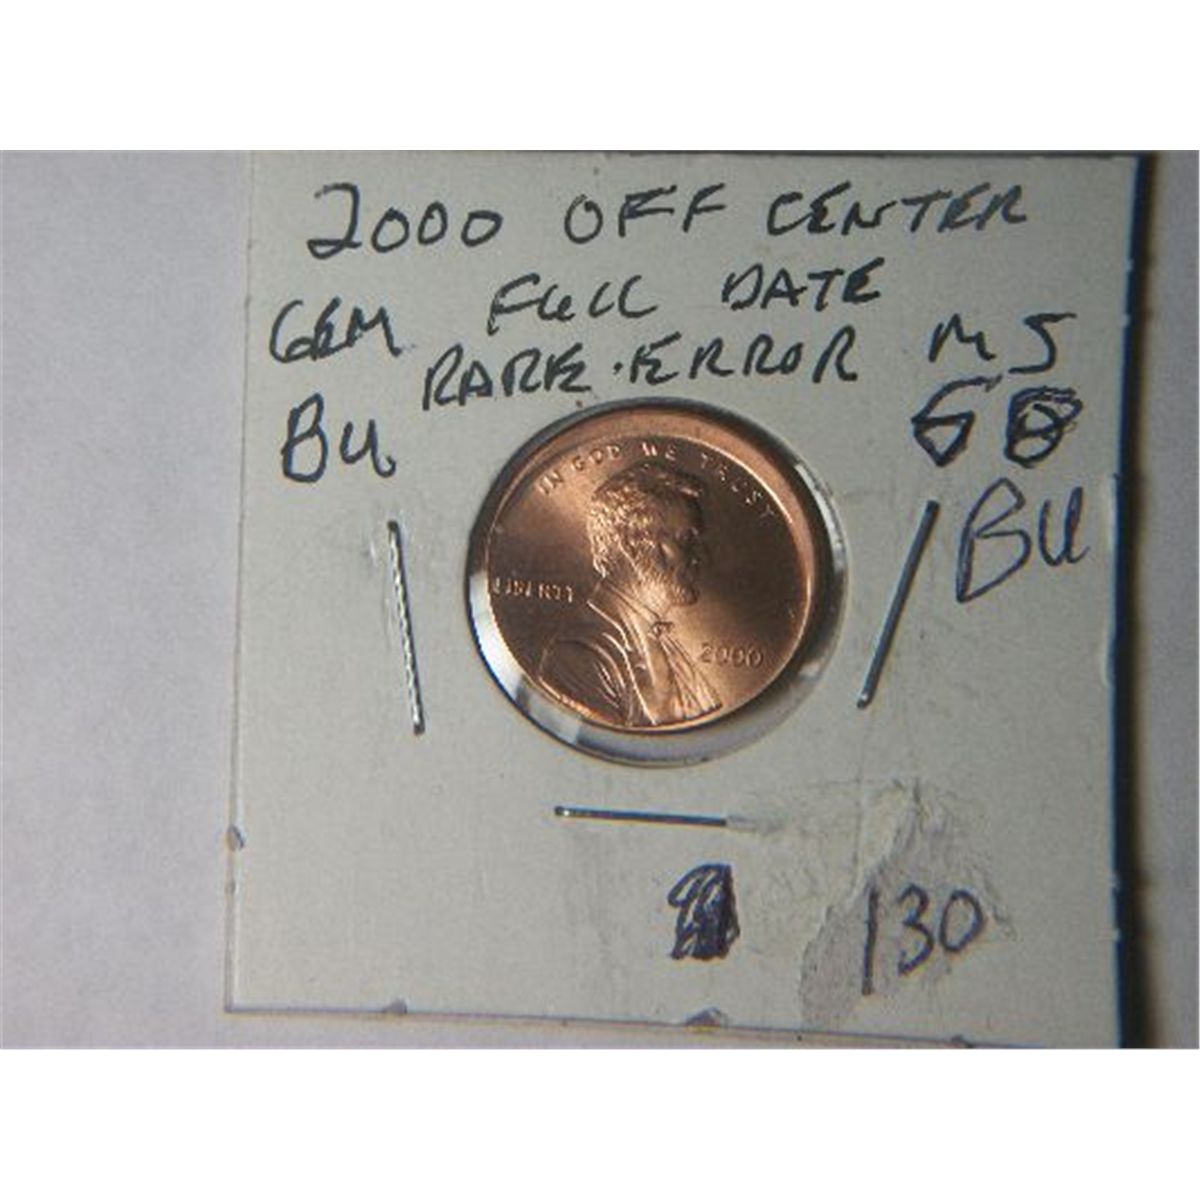 2000 OFF CENTER
GEM FULL DATE
RARE·ERROR MS
BU 68
BU
IN GOD WE TRUST
LIBERTY
2000
130